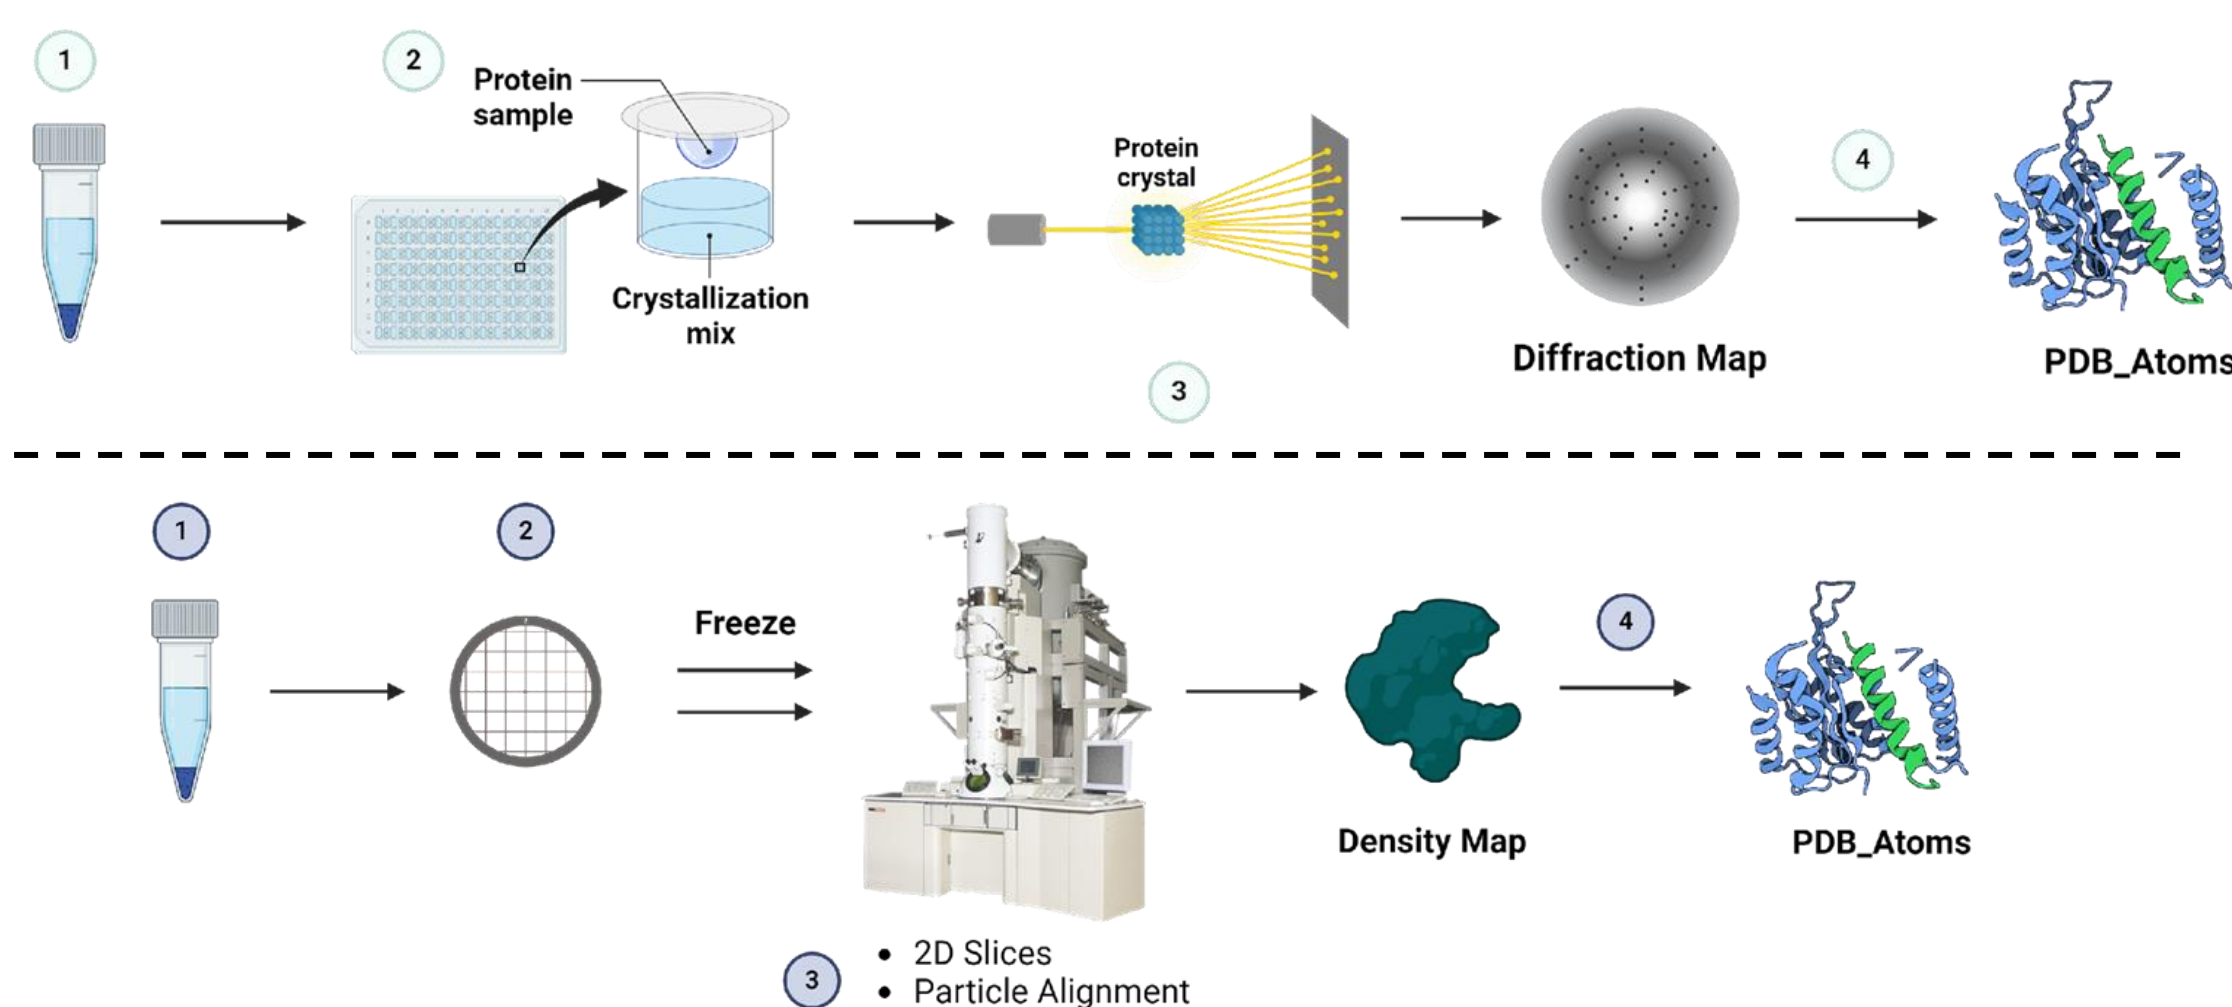 1
2
Protein
sample
Crystallization
mix
Protein
crystal
3
Diffraction Map
4
PDB_Atoms
1
2
Freeze
3
• 2D Slices
• Particle Alignment
Density Map
4
PDB_Atoms